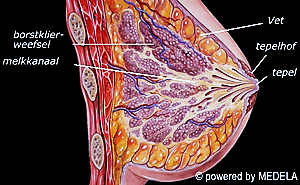 Vet
borstklier-
weefsel
tepelhof
melkkanaal
tepel
© powered by MEDELA